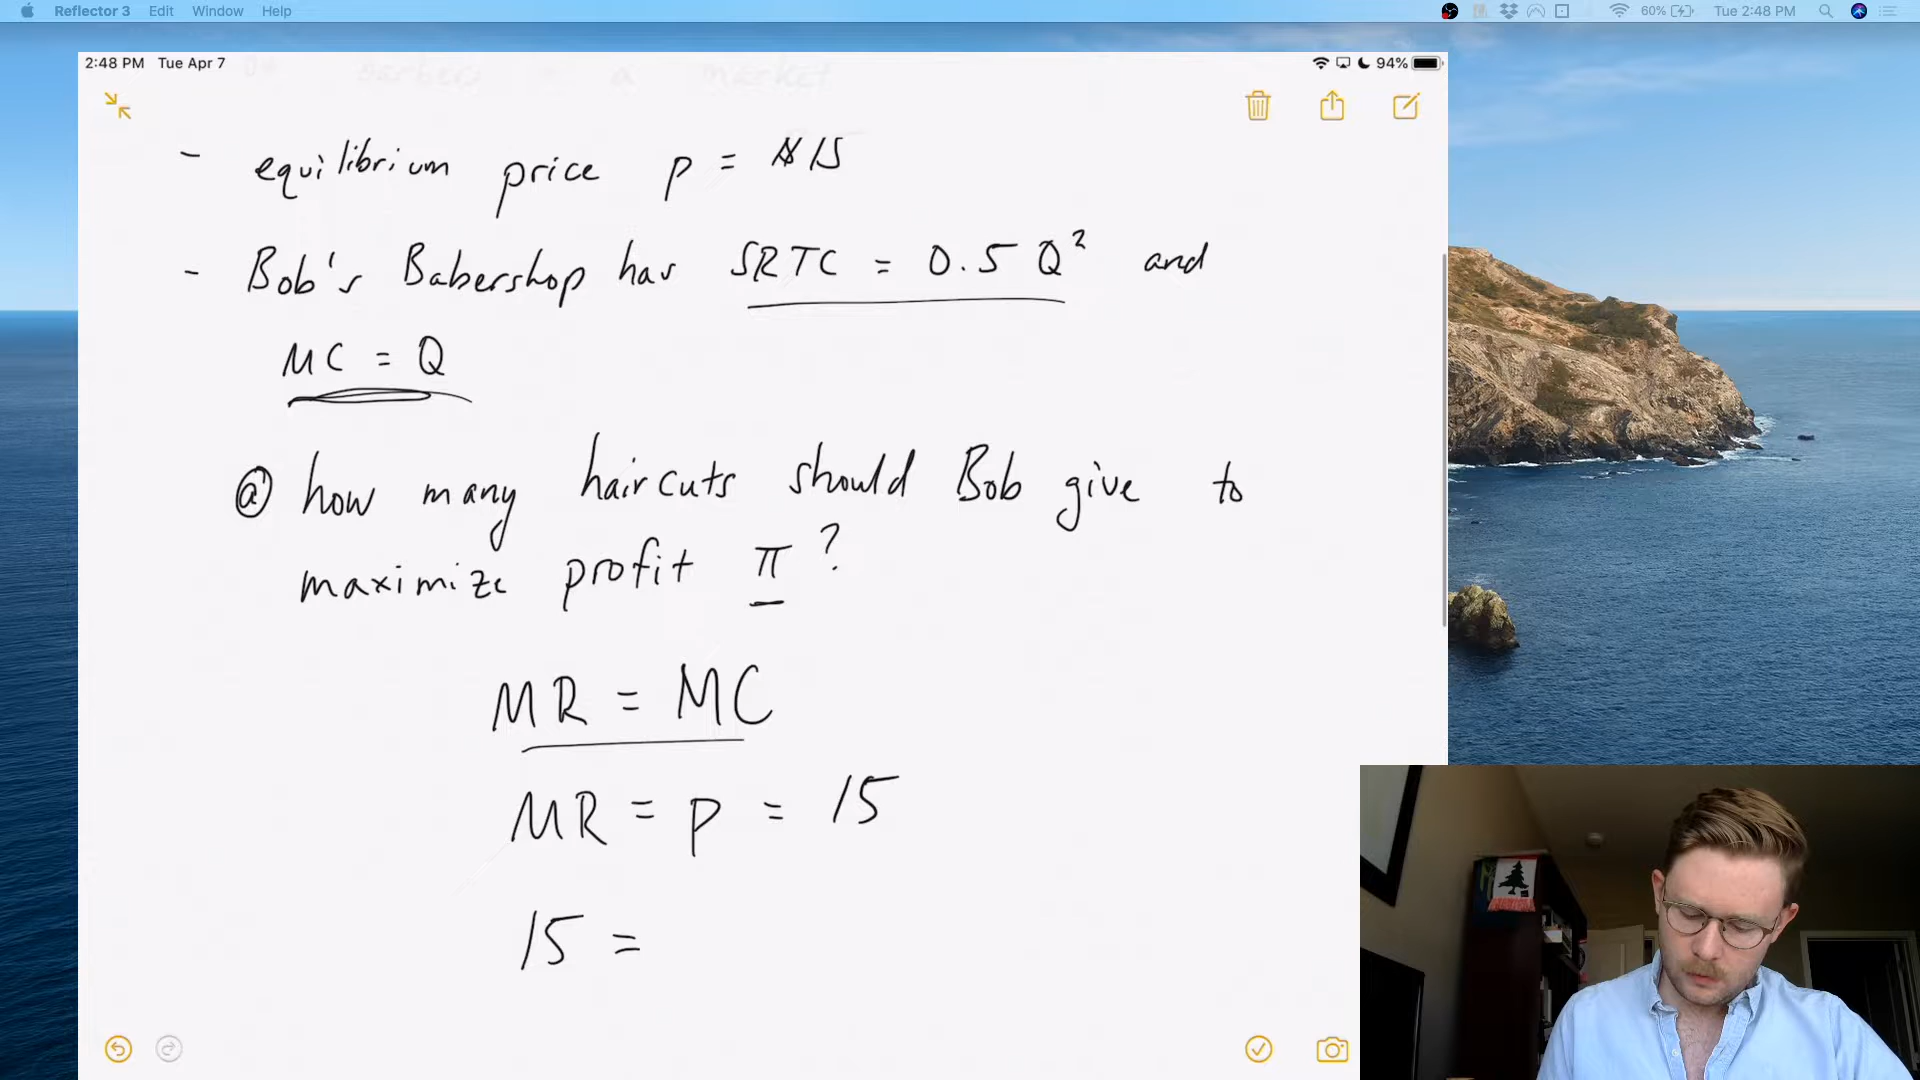 Reflector 3 Edit Window Help
60% Tue 2:48 PM
2:48 PM Tue Apr 7
94%
barbers a market
- equilibrium price p = $15
- Bob's Babershop has SRTC = 0.5 Q² and
MC = Q
ⓐ how many haircuts should Bob give to
maximize profit π ?
MR = MC
MR = p = 15
15 =